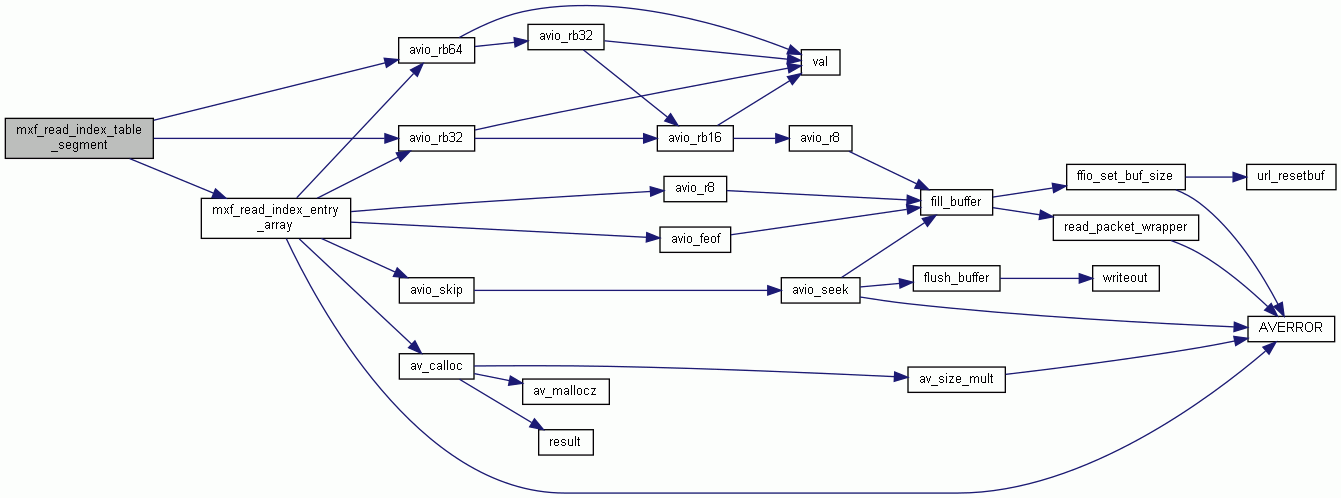 mxf_read_index_table
_segment
mxf_read_index_entry
_array
avio_rb64
avio_rb32
avio_rb32
val
avio_rb16
avio_r8
avio_r8
avio_feof
avio_skip
avio_seek
fill_buffer
flush_buffer
writeout
ffio_set_buf_size
url_resetbuf
read_packet_wrapper
AVERROR
av_calloc
av_size_mult
av_mallocz
result